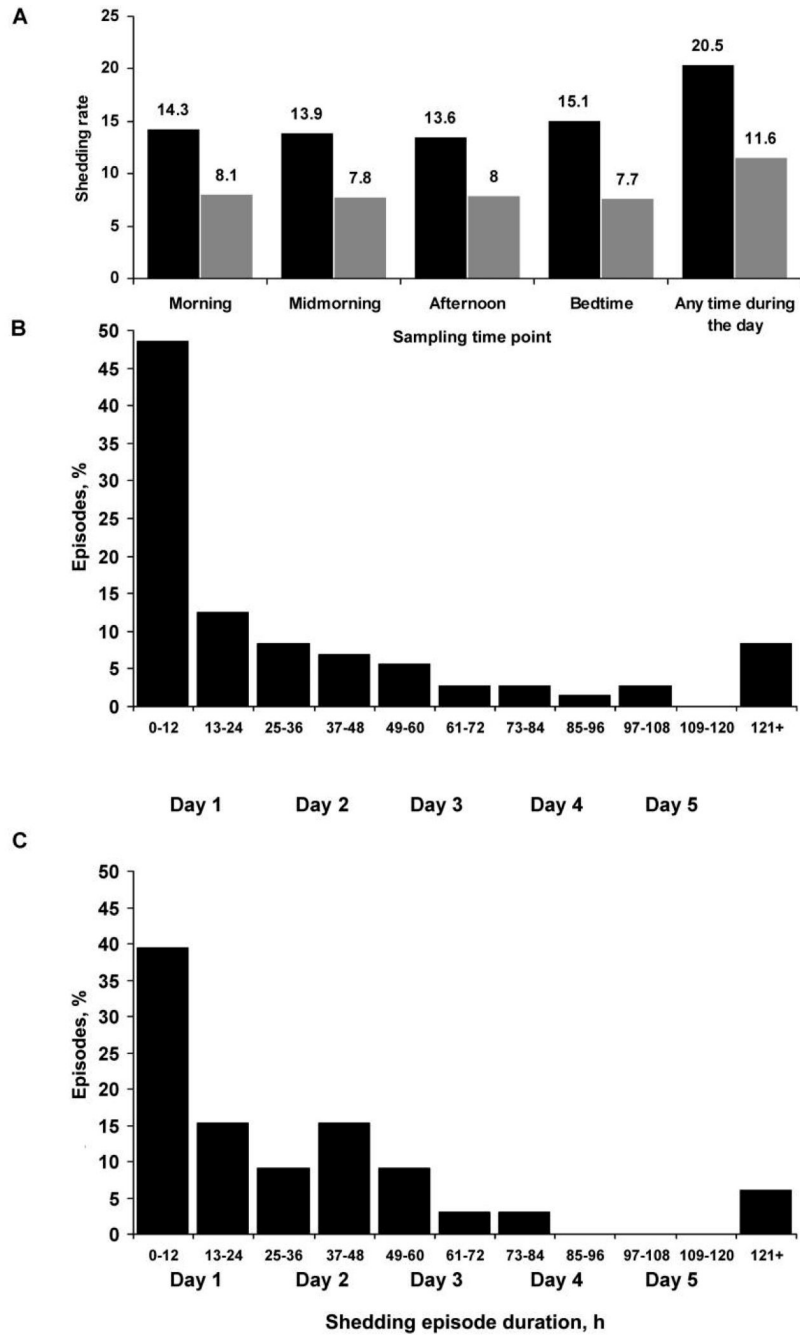 A
25
20
15
10
5
0
Shedding rate
14.3
8.1
13.9
7.8
13.6
8
15.1
7.7
20.5
11.6
Morning
Midmorning
Afternoon
Bedtime
Any time during
the day
Sampling time point
B
50
45
40
35
30
25
20
15
10
5
0
Episodes, %
0-12 13-24 25-36 37-48 49-60 61-72 73-84 85-96 97-108 109-120 121+
Day 1 Day 2 Day 3 Day 4 Day 5
C
50
45
40
35
30
25
20
15
10
5
0
Episodes, %
0-12 13-24 25-36 37-48 49-60 61-72 73-84 85-96 97-108 109-120 121+
Day 1 Day 2 Day 3 Day 4 Day 5
Shedding episode duration, h